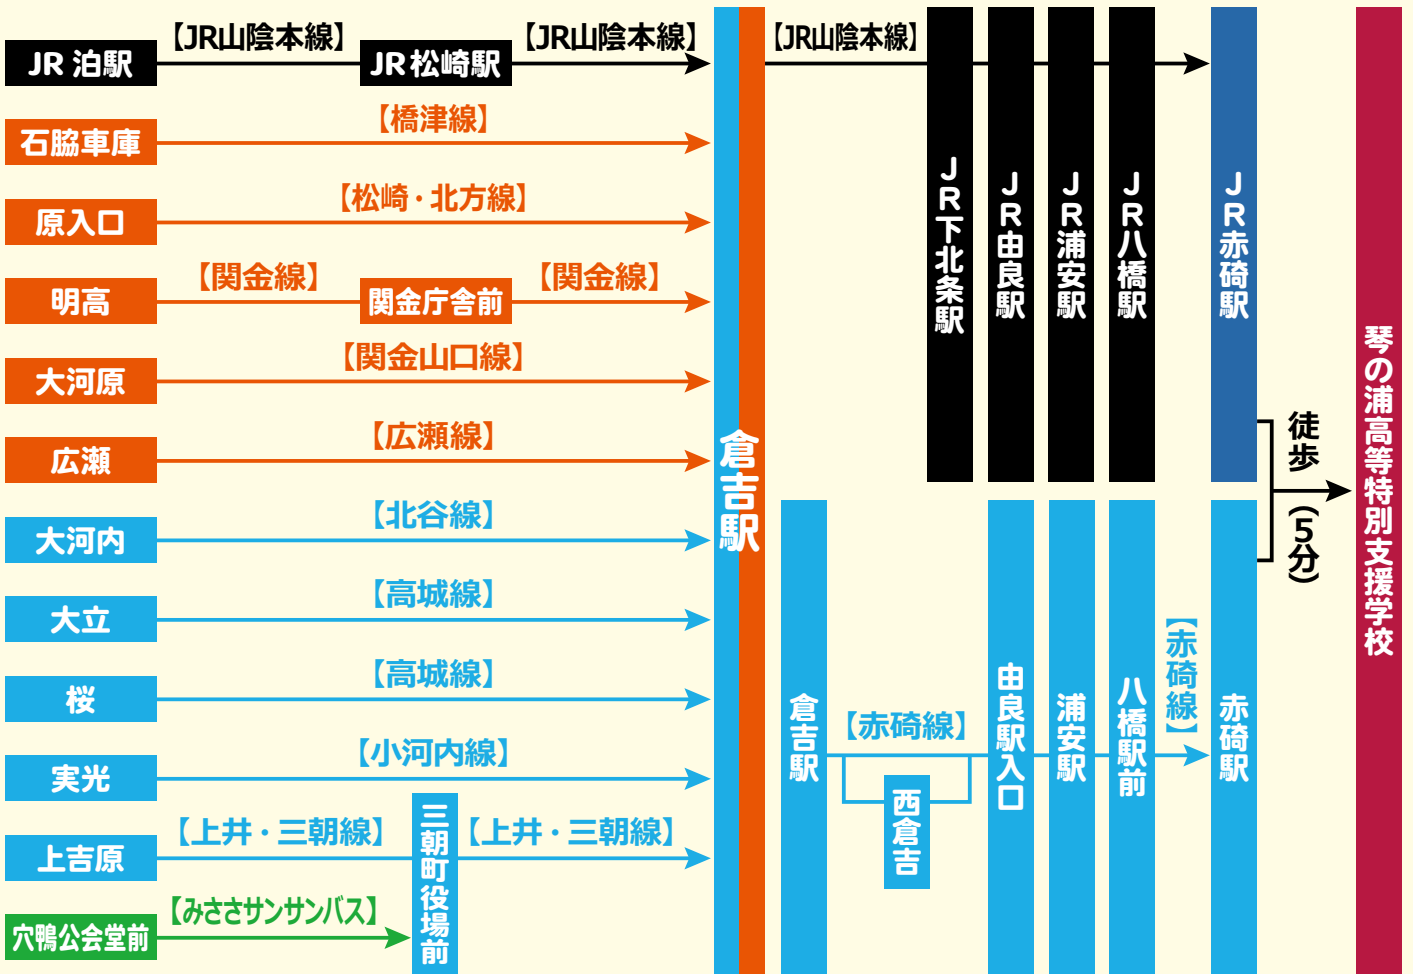 【JR山陰本線】
【JR山陰本線】
【JR山陰本線】
JR 泊駅
JR松崎駅
【橋津線】
石脇車庫
【松崎・北方線】
原入口
【関金線】
【関金線】
明高
関金庁舎前
【関金山口線】
大河原
【広瀬線】
広瀬
【北谷線】
大河内
【高城線】
大立
【高城線】
桜
【小河内線】
実光
【上井・三朝線】
【上井・三朝線】
上吉原
三朝町役場前
【みささサンサンバス】
穴鴨公会堂前
倉吉駅
JR下北条駅
JR由良駅
JR浦安駅
JR八橋駅
JR赤碕駅
倉吉駅
【赤碕線】
西倉吉
由良駅入口
浦安駅
八橋駅前
【赤碕線】
赤碕駅
徒歩(5分)
琴の浦高等特別支援学校